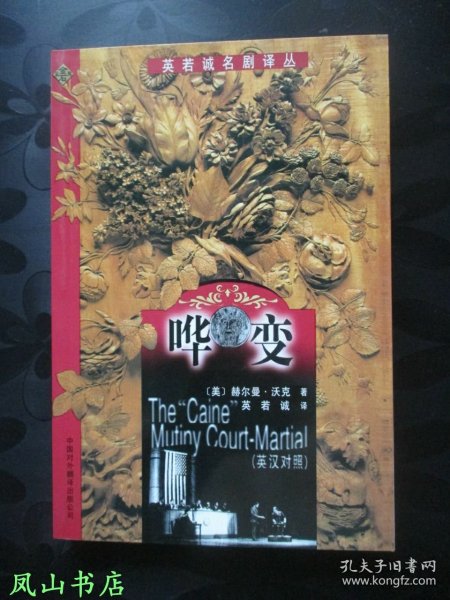 英若诚名剧译丛
哗变
〔美〕赫尔曼·沃克 著
英若诚 译
The "Caine"
Mutiny Court-Martial
(英汉对照)
中国对外翻译出版公司
凤山书店
孔夫子旧书网
www.kongfz.com